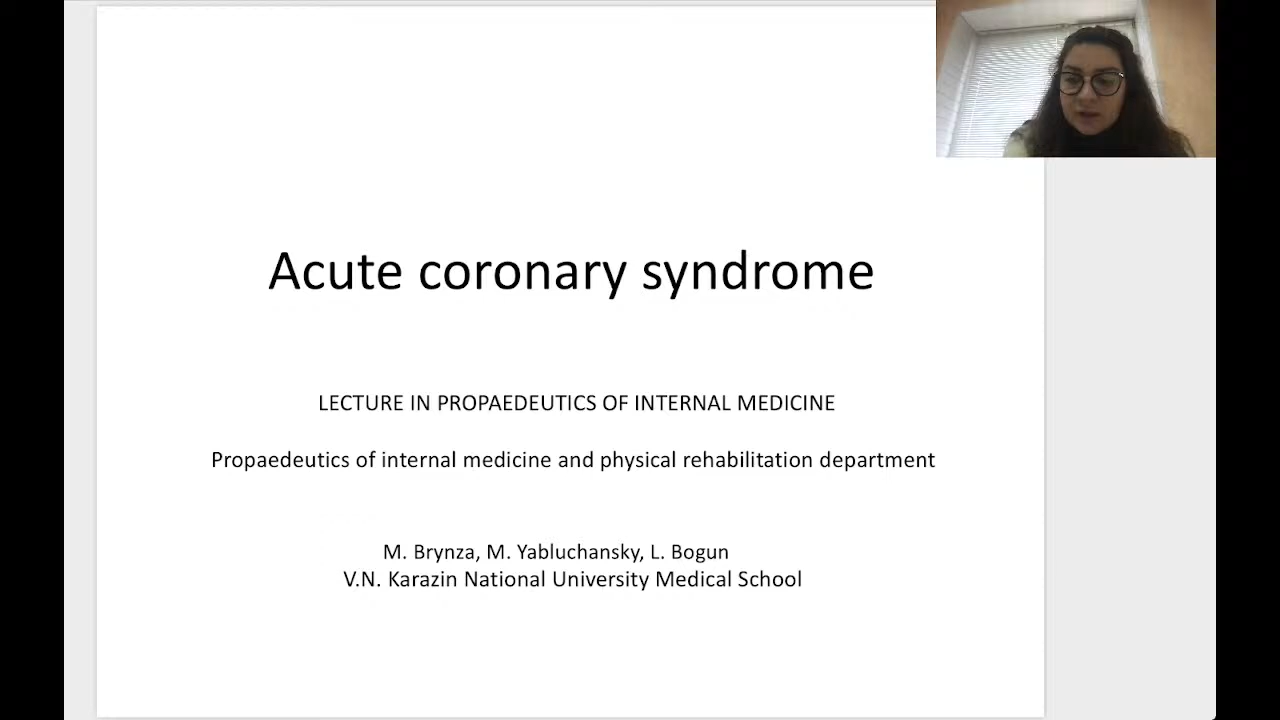 Acute coronary syndrome
LECTURE IN PROPAEDEUTICS OF INTERNAL MEDICINE
Propaedeutics of internal medicine and physical rehabilitation department
M. Brynza, M. Yabluchansky, L. Bogun
V.N. Karazin National University Medical School